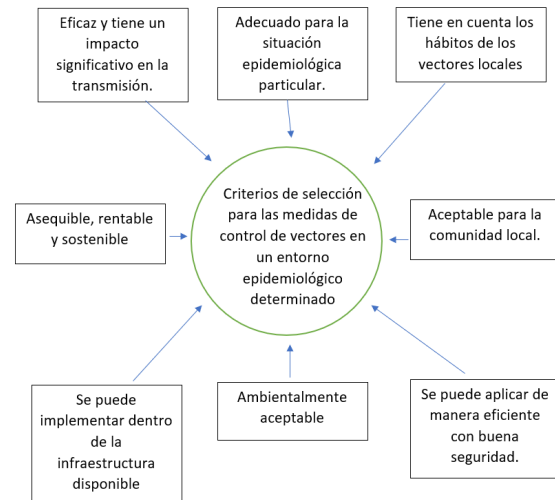 Eficaz y tiene un
impacto
significativo en la
transmisión.
Adecuado para la
situación
epidemiológica
particular.
Tiene en cuenta los
hábitos de los
vectores locales
Criterios de selección
para las medidas de
control de vectores en
un entorno
epidemiológico
determinado
Asequible, rentable
y sostenible
Aceptable para la
comunidad local.
Se puede
implementar dentro
de la
infraestructura
disponible
Ambientalmente
aceptable
Se puede aplicar de
manera eficiente
con buena
seguridad.